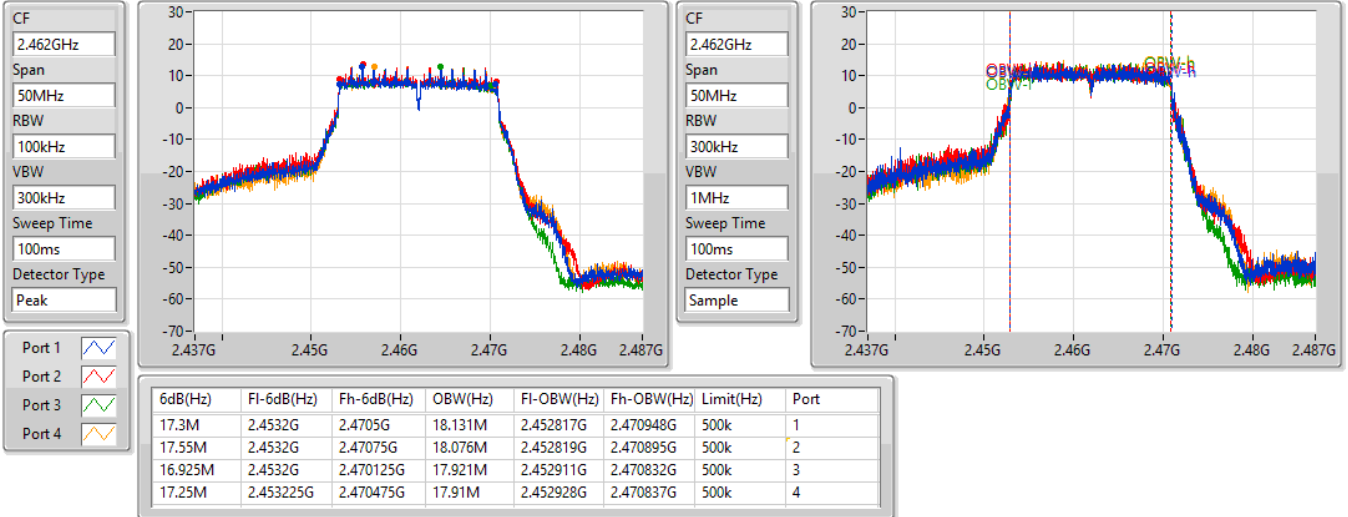 CF
2.462GHz
Span
50MHz
RBW
100kHz
VBW
300kHz
Sweep Time
100ms
Detector Type
Peak
30
20
10
0
-10
-20
-30
-40
-50
-60
-70
2.437G 2.45G 2.46G 2.47G 2.48G 2.487G
CF
2.462GHz
Span
50MHz
RBW
300kHz
VBW
1MHz
Sweep Time
100ms
Detector Type
Sample
30
20
10
0
-10
-20
-30
-40
-50
-60
-70
OBW-l
OBW-h
2.437G 2.45G 2.46G 2.47G 2.48G 2.487G
Port 1
Port 2
Port 3
Port 4
6dB(Hz) Fl-6dB(Hz) Fh-6dB(Hz) OBW(Hz) Fl-OBW(Hz) Fh-OBW(Hz) Limit(Hz) Port
17.3M 2.4532G 2.4705G 18.131M 2.452817G 2.470948G 500k 1
17.55M 2.4532G 2.47075G 18.076M 2.452819G 2.470895G 500k 2
16.925M 2.4532G 2.470125G 17.921M 2.452911G 2.470832G 500k 3
17.25M 2.453225G 2.470475G 17.91M 2.452928G 2.470837G 500k 4